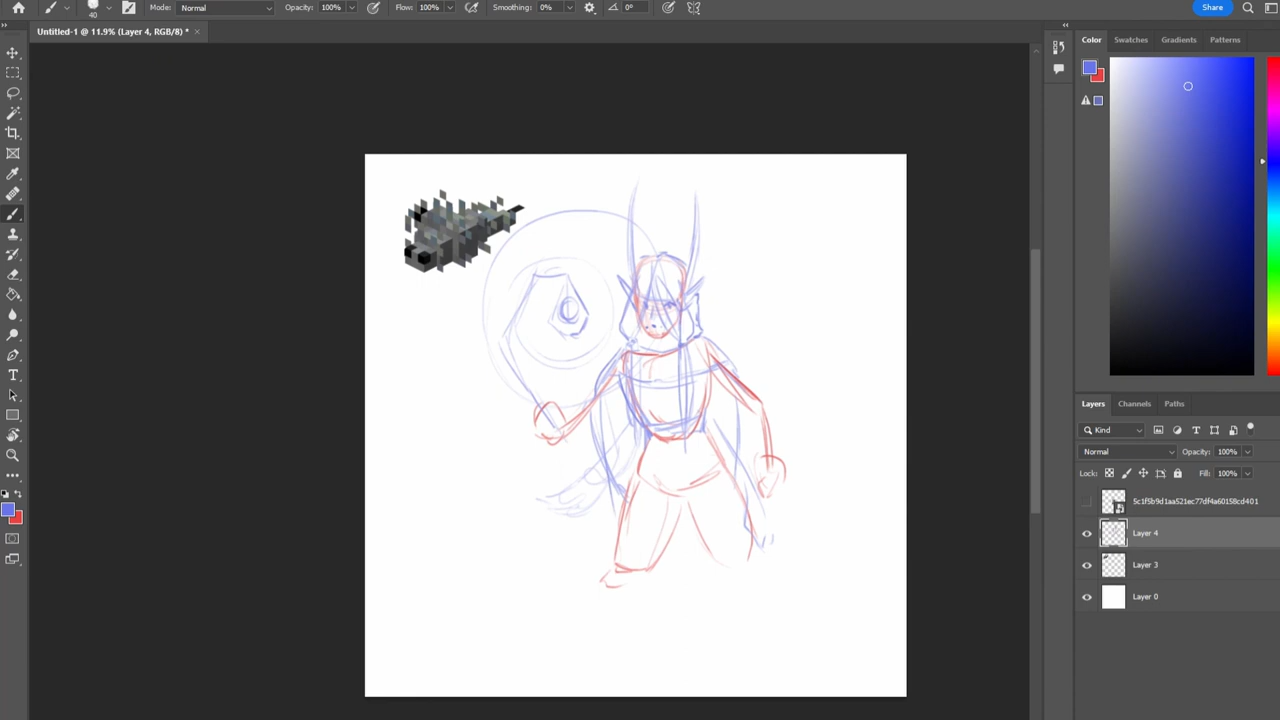 Mode: Normal Opacity: 100% Flow: 100% Smoothing: 0% 0°
40
Share
Untitled-1 @ 11.9% (Layer 4, RGB/8) * ×
Color Swatches Gradients Patterns
Layers Channels Paths
Kind
Normal Opacity: 100%
Lock: Fill: 100%
5c1f5b9d1aa521ec77df4a60158cd401
Layer 4
Layer 3
Layer 0